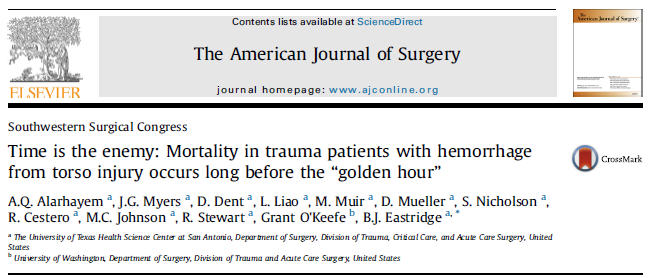 Contents lists available at ScienceDirect
The American Journal of Surgery
journal homepage: www.ajconline.org
ELSEVIER
The American Journal of Surgery
Southwestern Surgical Congress
Time is the enemy: Mortality in trauma patients with hemorrhage
from torso injury occurs long before the “golden hour”
CrossMark
A.Q. Alarhayem a, J.G. Myers a, D. Dent a, L. Liao a, M. Muir a, D. Mueller a, S. Nicholson a,
R. Cestero a, M.C. Johnson a, R. Stewart a, Grant O'Keefe b, B.J. Eastridge a, *
a The University of Texas Health Science Center at San Antonio, Department of Surgery, Division of Trauma, Critical Care, and Acute Care Surgery, United
States
b University of Washington, Department of Surgery, Division of Trauma and Acute Care Surgery, United States